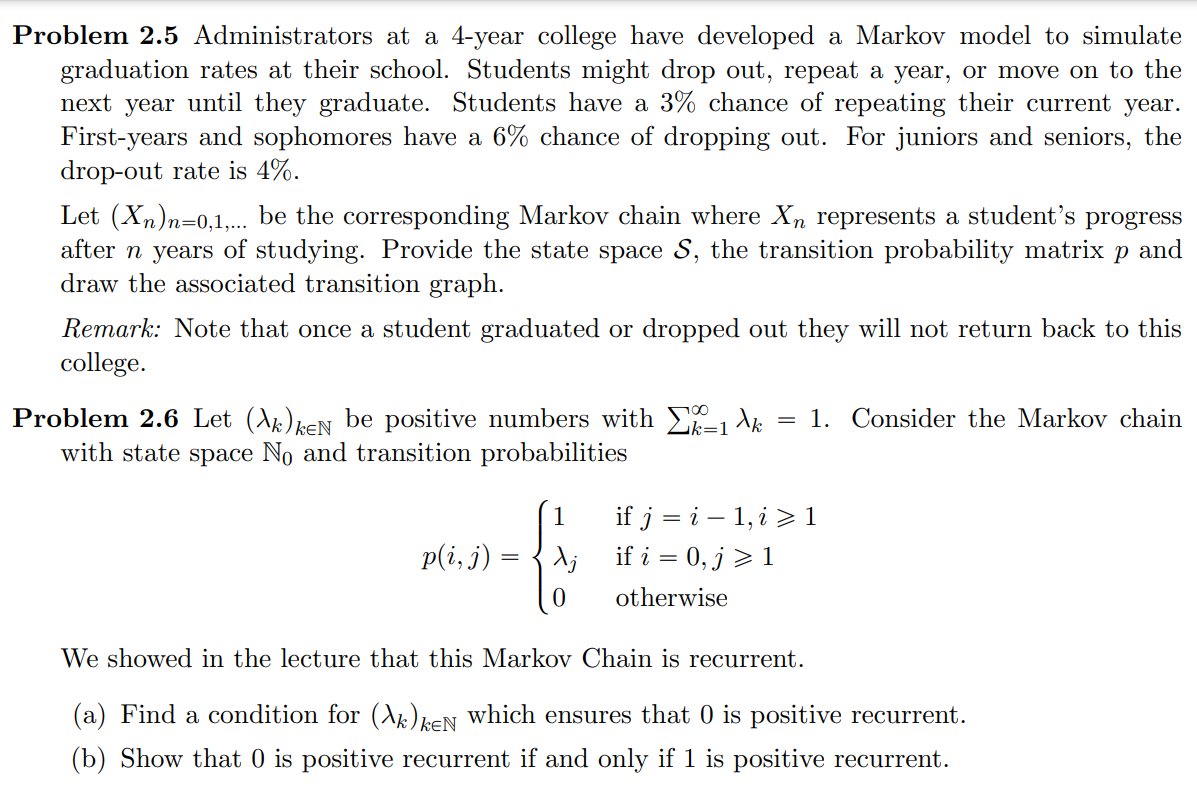 Problem 2.5 Administrators at a 4-year college have developed a Markov model to simulate
graduation rates at their school. Students might drop out, repeat a year, or move on to the
next year until they graduate. Students have a 3% chance of repeating their current year.
First-years and sophomores have a 6% chance of dropping out. For juniors and seniors, the
drop-out rate is 4%.
Let (Xₙ)ₙ₌₀,₁,... be the corresponding Markov chain where Xₙ represents a student's progress
after n years of studying. Provide the state space 𝒮, the transition probability matrix p and
draw the associated transition graph.
Remark: Note that once a student graduated or dropped out they will not return back to this
college.
Problem 2.6 Let (λₖ)ₖ∈ℕ be positive numbers with ∑ₖ₌₁^∞ λₖ = 1. Consider the Markov chain
with state space ℕ₀ and transition probabilities
p(i, j) = { 1 if j = i − 1, i ⩾ 1
λⱼ if i = 0, j ⩾ 1
0 otherwise
We showed in the lecture that this Markov Chain is recurrent.
(a) Find a condition for (λₖ)ₖ∈ℕ which ensures that 0 is positive recurrent.
(b) Show that 0 is positive recurrent if and only if 1 is positive recurrent.